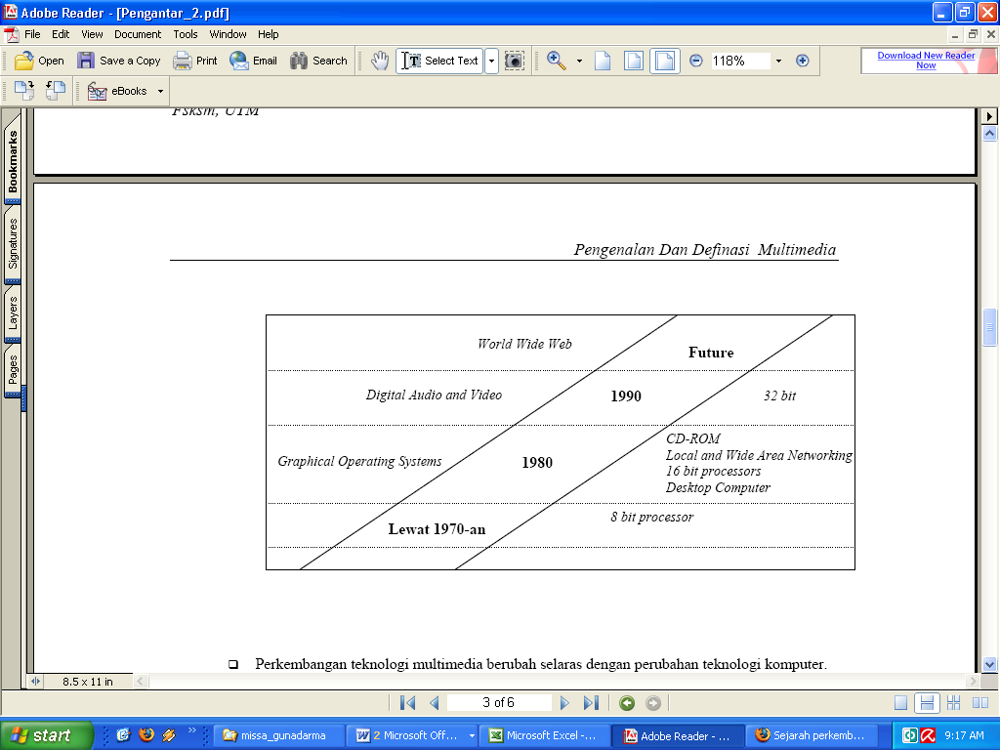 Adobe Reader - [Pengantar_2.pdf]
File Edit View Document Tools Window Help
Open Save a Copy Print Email Search Select Text 118% Download New Reader
Now
eBooks
Bookmarks
Signatures
Layers
Pages
Fsksm, UTM
Pengenalan Dan Definasi Multimedia
World Wide Web
Future
Digital Audio and Video 1990 32 bit
Graphical Operating Systems 1980
CD-ROM
Local and Wide Area Networking
16 bit processors
Desktop Computer
Lewat 1970-an
8 bit processor
Perkembangan teknologi multimedia berubah selaras dengan perubahan teknologi komputer.
8.5 x 11 in
3 of 6
start missa_gunadarma 2 Microsoft Off... Microsoft Excel -... Adobe Reader - ... Sejarah perkemb... 9:17 AM